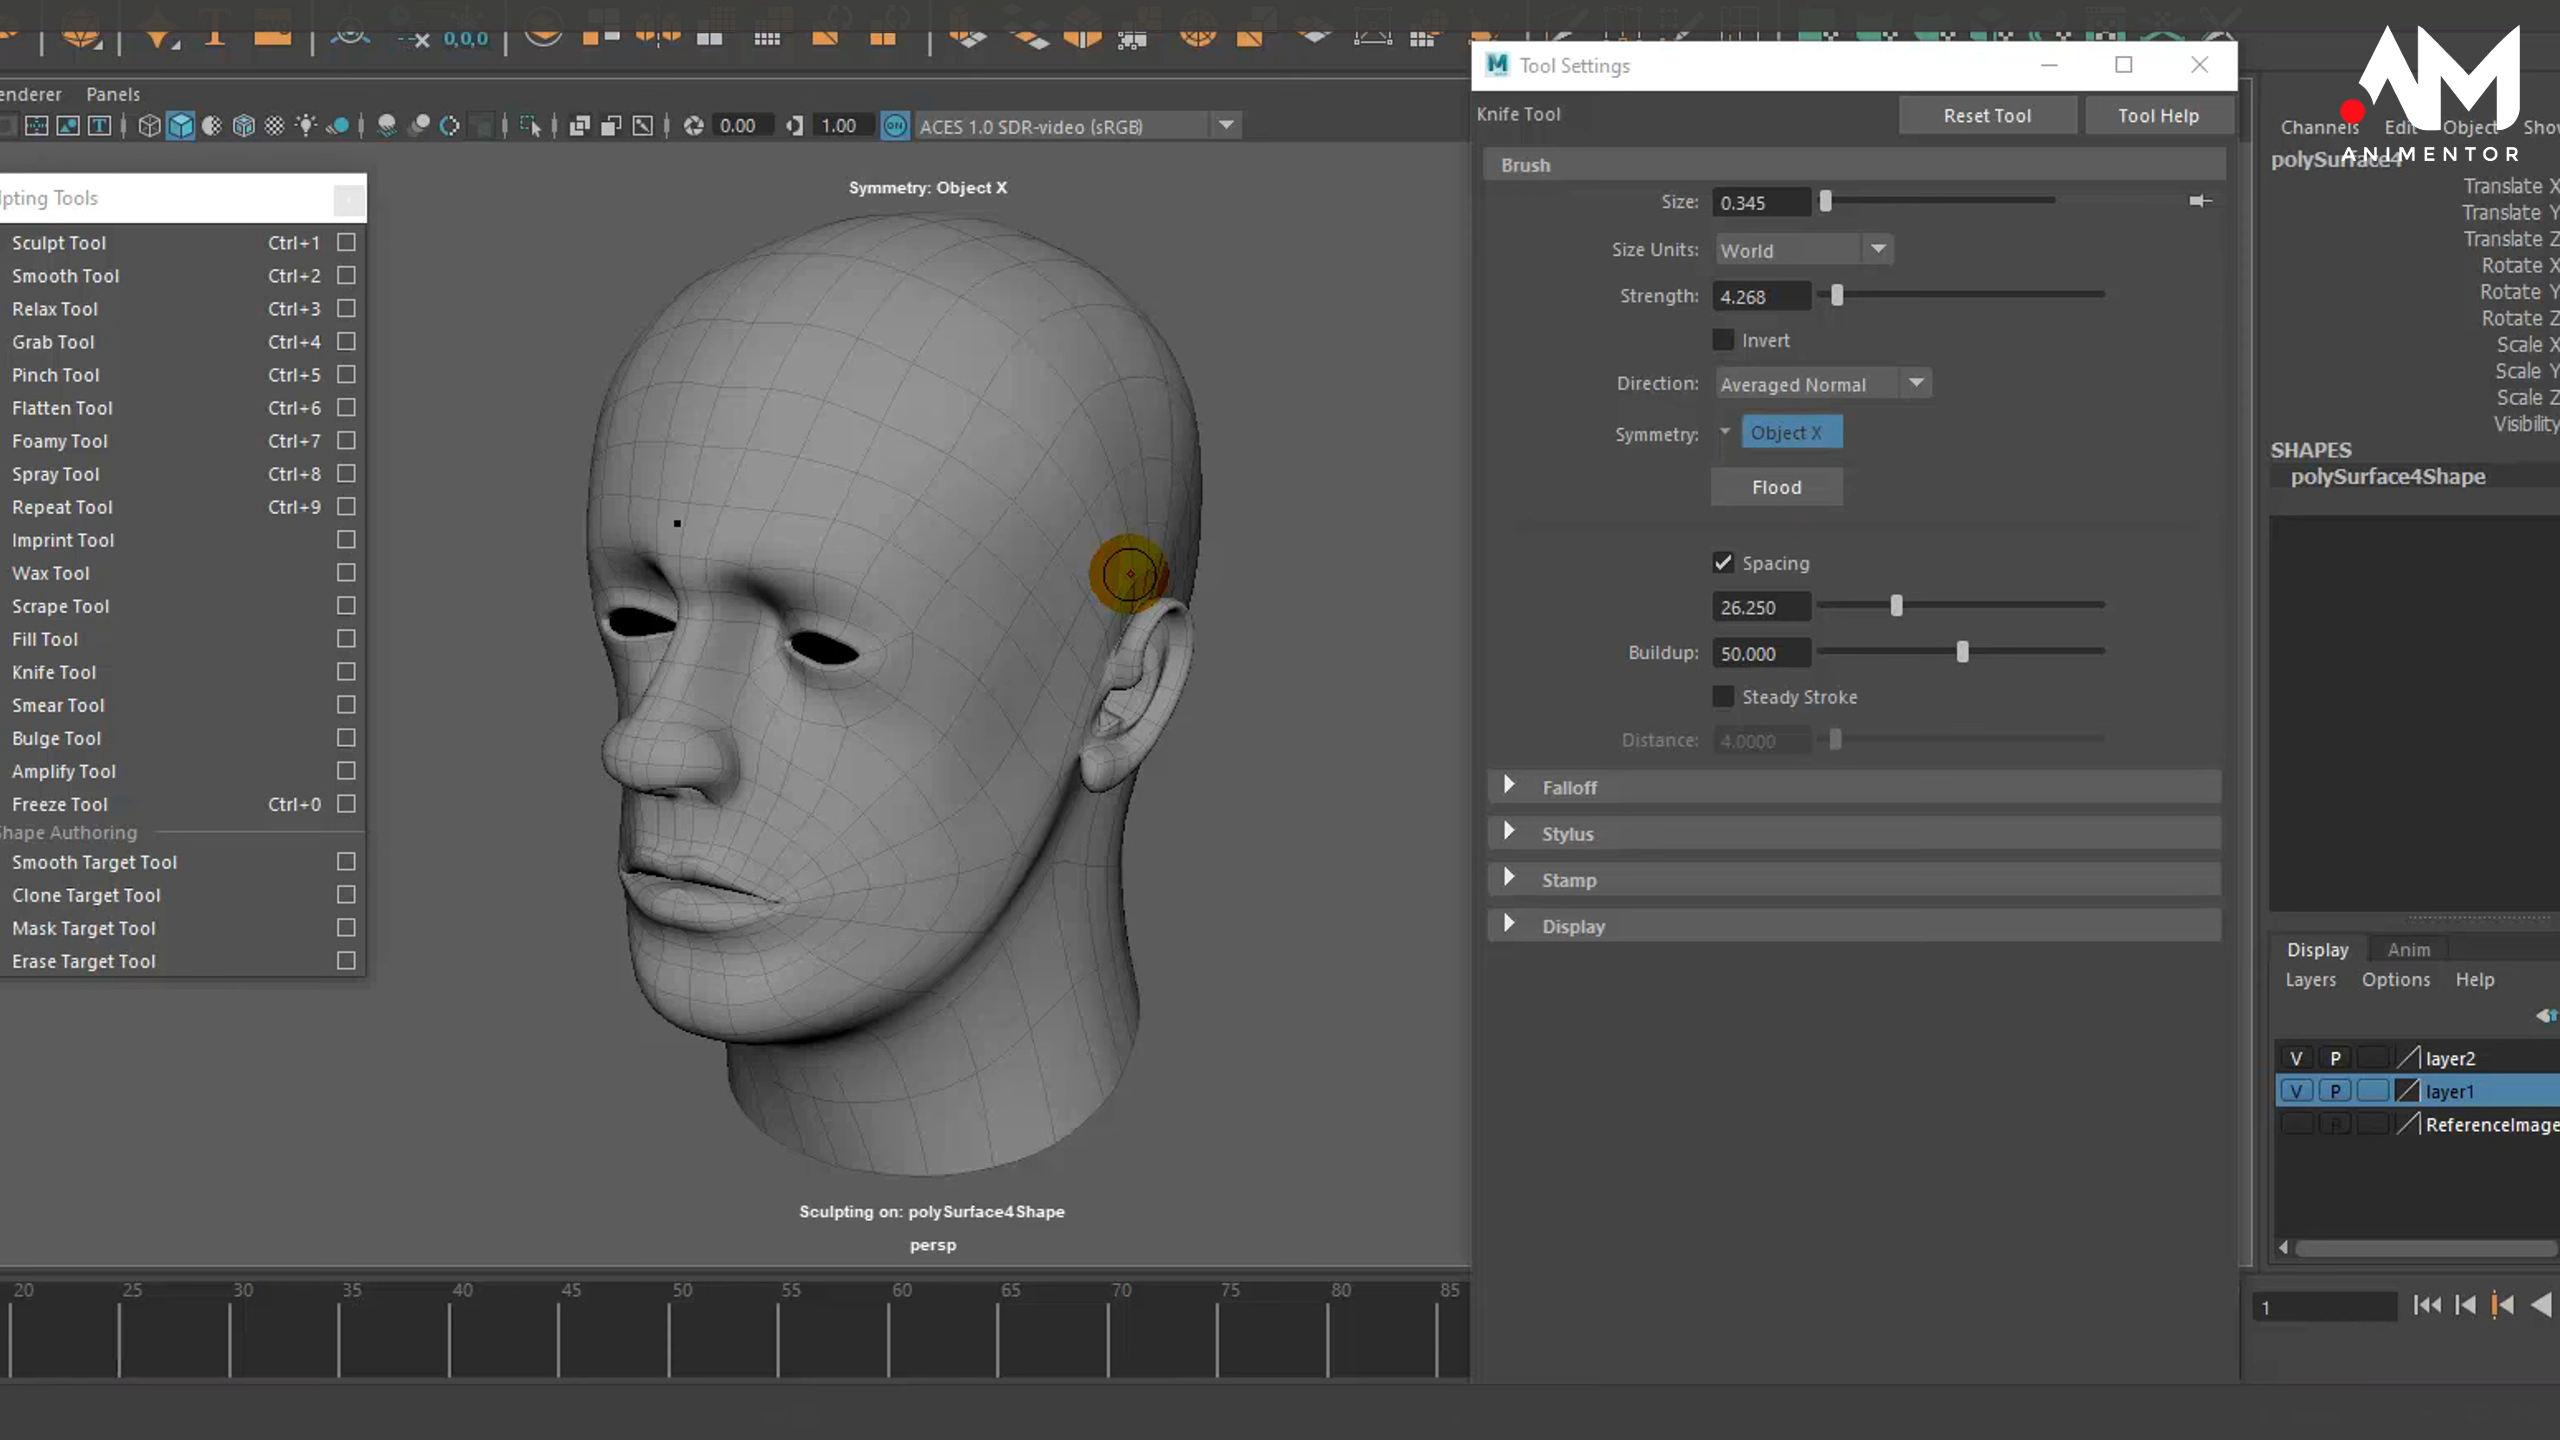 0,0,0
enderer Panels
0.00 1.00 ON ACES 1.0 SDR-video (sRGB)
pting Tools
Sculpt Tool Ctrl+1
Smooth Tool Ctrl+2
Relax Tool Ctrl+3
Grab Tool Ctrl+4
Pinch Tool Ctrl+5
Flatten Tool Ctrl+6
Foamy Tool Ctrl+7
Spray Tool Ctrl+8
Repeat Tool Ctrl+9
Imprint Tool
Wax Tool
Scrape Tool
Fill Tool
Knife Tool
Smear Tool
Bulge Tool
Amplify Tool
Freeze Tool Ctrl+0
Shape Authoring
Smooth Target Tool
Clone Target Tool
Mask Target Tool
Erase Target Tool
Symmetry: Object X
Sculpting on: polySurface4Shape
persp
M Tool Settings
Knife Tool Reset Tool Tool Help
Brush
Size: 0.345
Size Units: World
Strength: 4.268
Invert
Direction: Averaged Normal
Symmetry: Object X
Flood
Spacing
26.250
Buildup: 50.000
Steady Stroke
Distance: 4.0000
Falloff
Stylus
Stamp
Display
AM
ANIMENTOR
Channels Edit Object Show
polySurface4
Translate X
Translate Y
Translate Z
Rotate X
Rotate Y
Rotate Z
Scale X
Scale Y
Scale Z
Visibility
SHAPES
polySurface4Shape
Display Anim
Layers Options Help
V P layer2
V P layer1
ReferenceImage
20 25 30 35 40 45 50 55 60 65 70 75 80 85
1